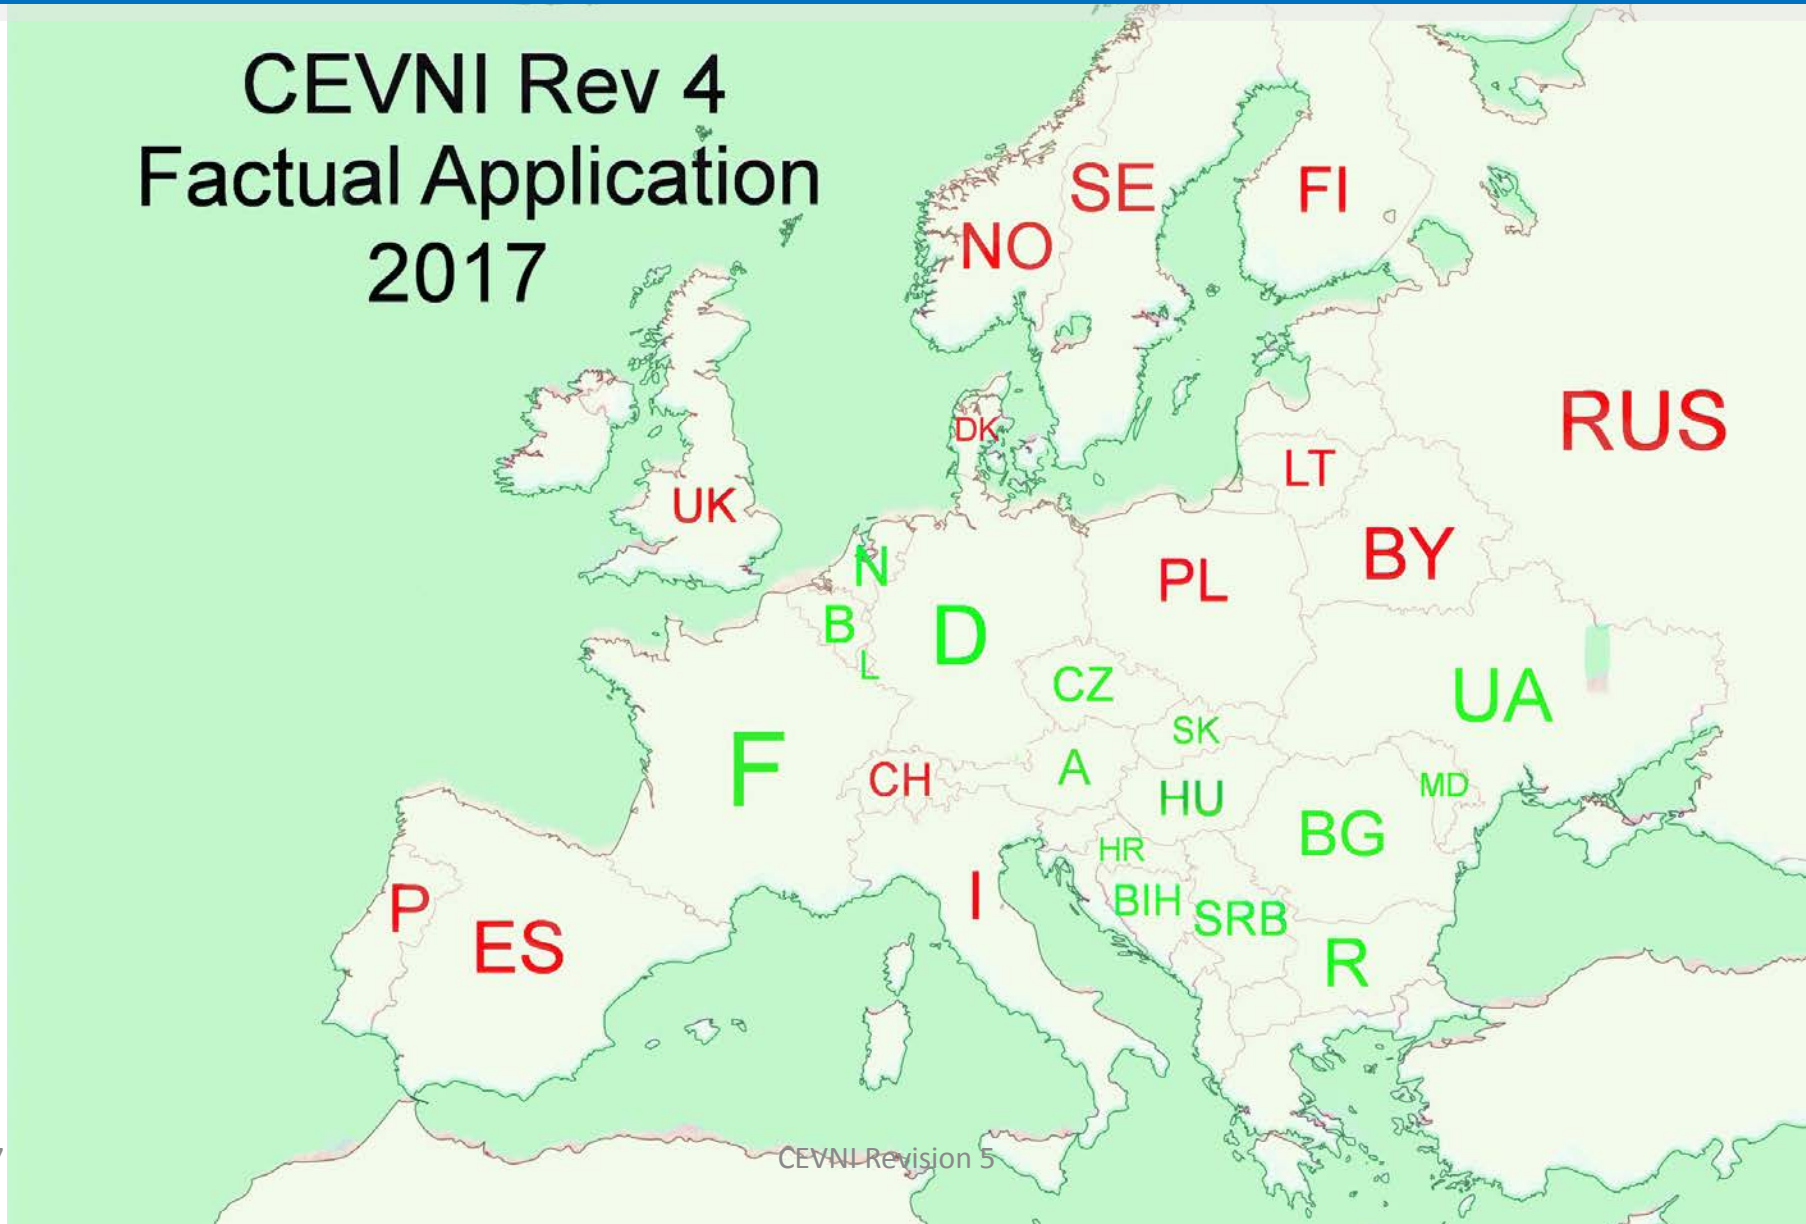 CEVNI Rev 4
Factual Application
2017
SE
FI
NO
RUS
DK
LT
UK
BY
N
PL
B
D
L
CZ
UA
SK
F
A
CH
MD
HU
BG
HR
I
BIH
P
SRB
ES
R
CEVNI Revision 5